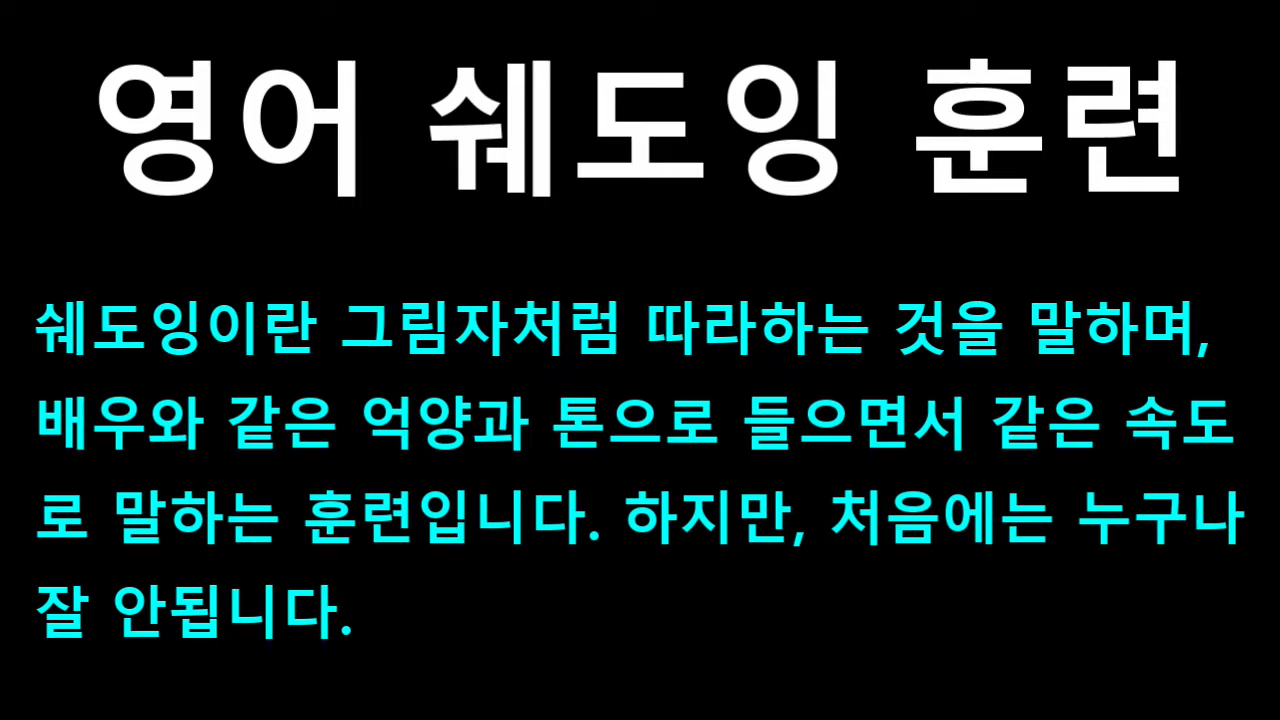 영어 쉐도잉 훈련
쉐도잉이란 그림자처럼 따라하는 것을 말하며,
배우와 같은 억양과 톤으로 들으면서 같은 속도
로 말하는 훈련입니다. 하지만, 처음에는 누구나
잘 안됩니다.